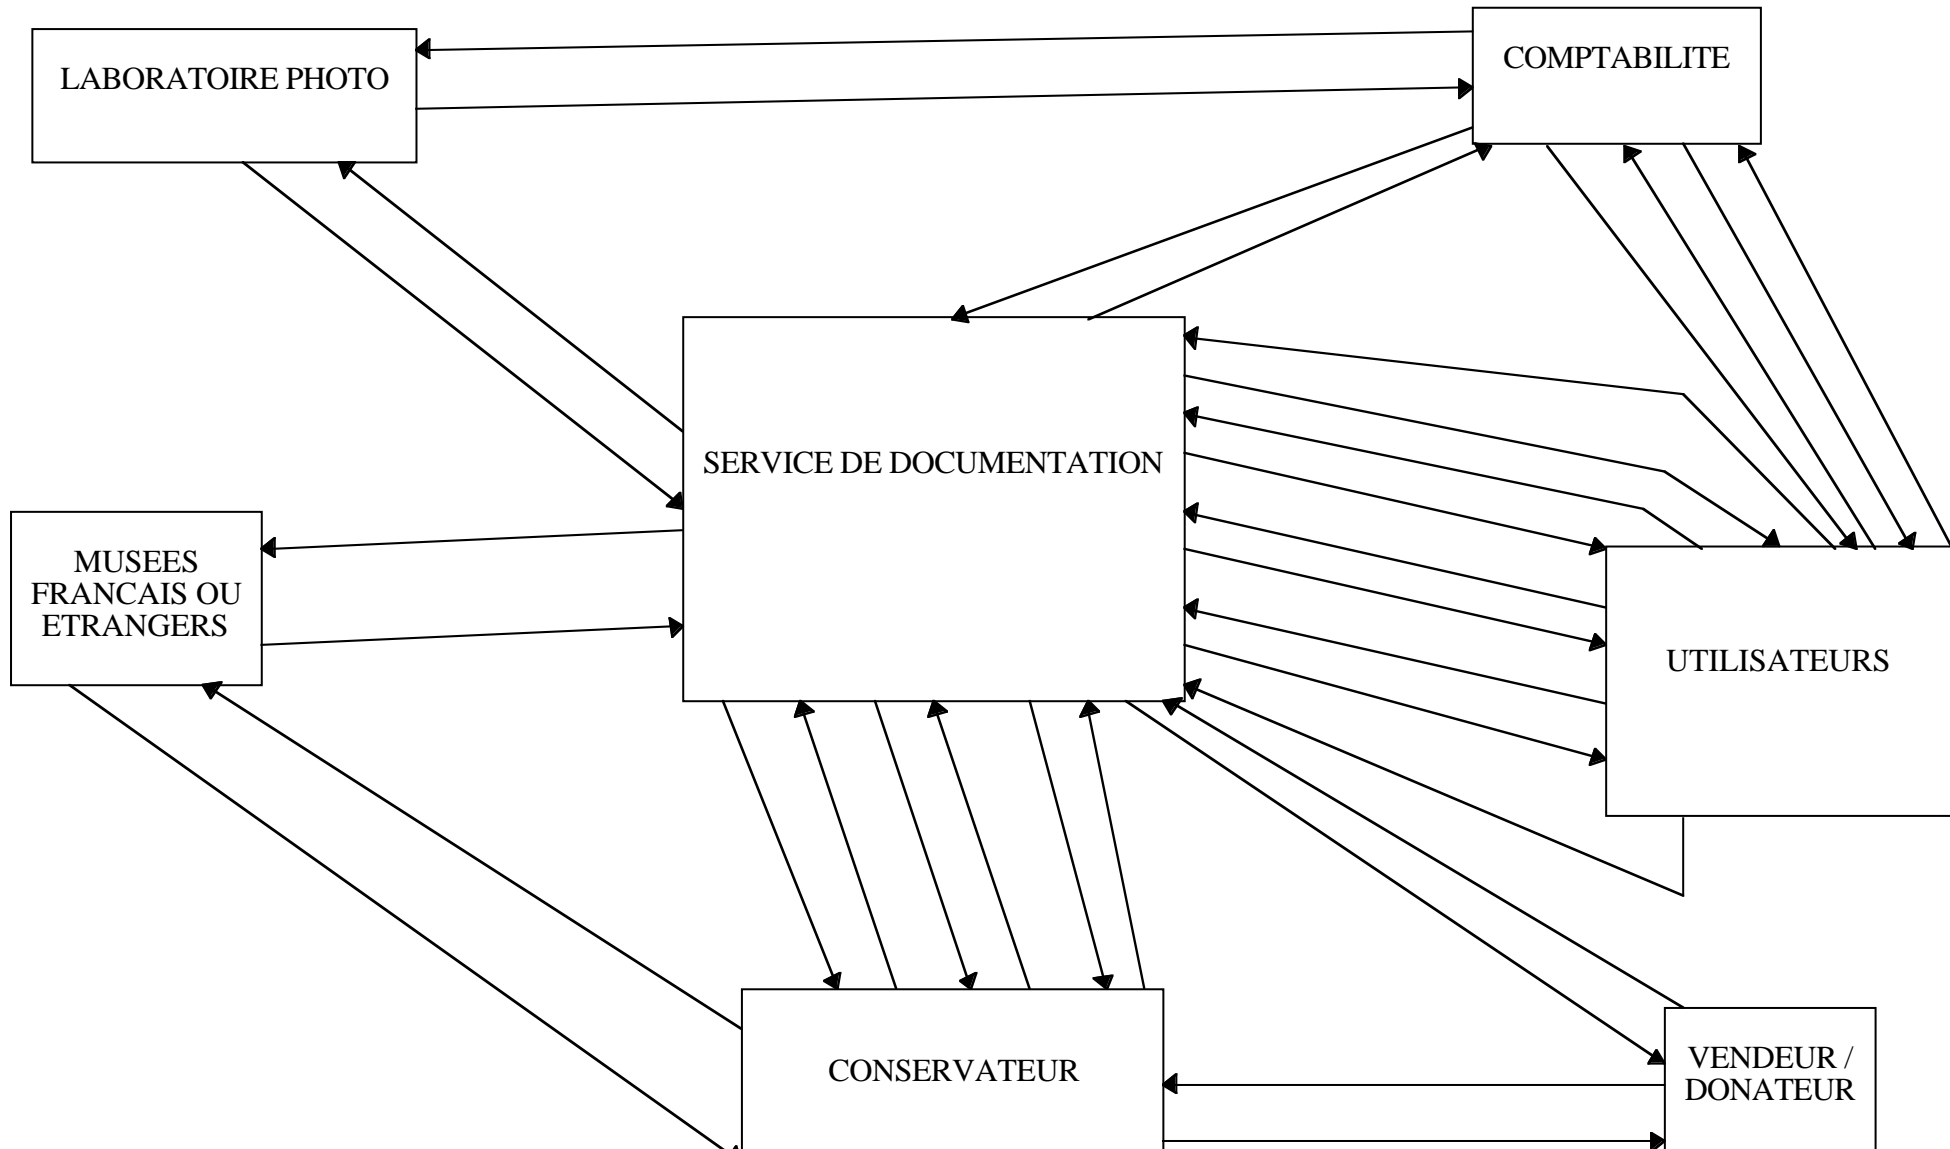 COMPTABILITE
LABORATOIRE PHOTO
SERVICE DE DOCUMENTATION
MUSEES
FRANCAIS OU
ETRANGERS
UTILISATEURS
CONSERVATEUR
VENDEUR /
DONATEUR